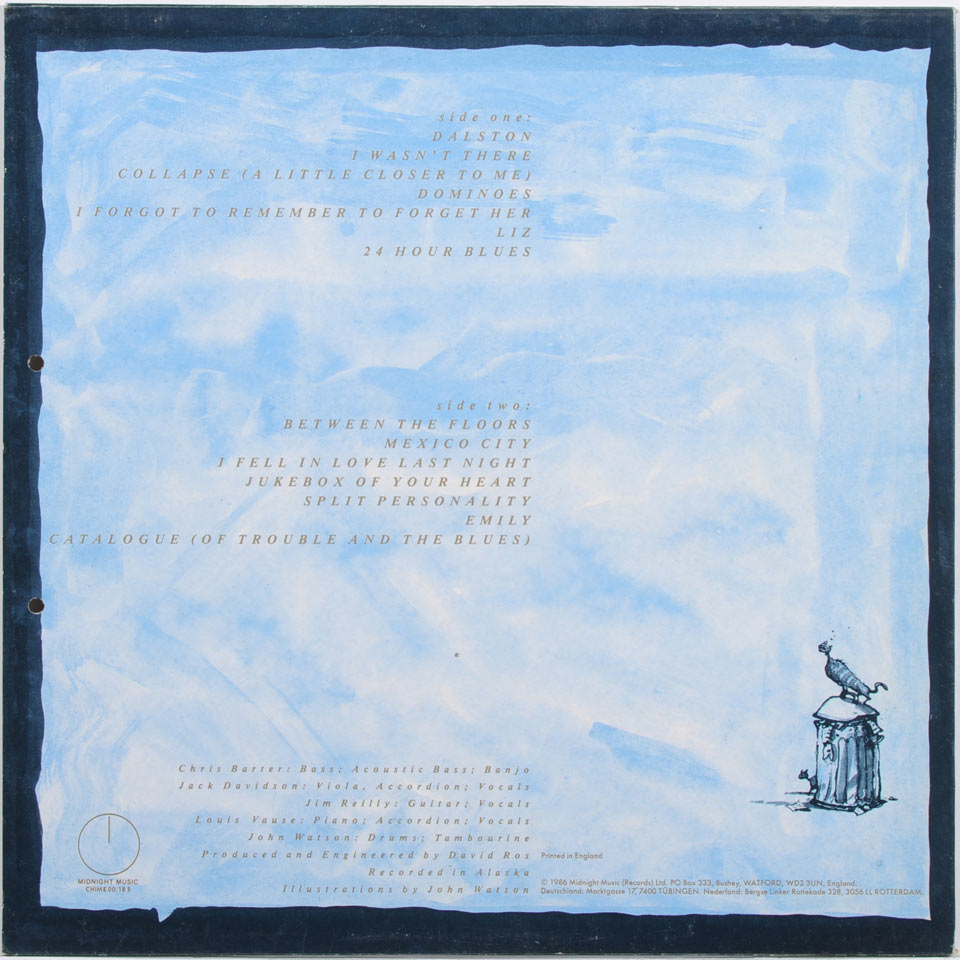 side one:
DALSTON
I WASN'T THERE
COLLAPSE (A LITTLE CLOSER TO ME)
DOMINOES
I FORGOT TO REMEMBER TO FORGET HER
LIZ
24 HOUR BLUES
side two:
BETWEEN THE FLOORS
MEXICO CITY
I FELL IN LOVE LAST NIGHT
JUKEBOX OF YOUR HEART
SPLIT PERSONALITY
EMILY
CATALOGUE (OF TROUBLE AND THE BLUES)
Chris Barter: Bass; Acoustic Bass; Banjo
Jack Davidson: Viola, Accordion; Vocals
Jim Reilly: Guitar; Vocals
Louis Vause: Piano; Accordion; Vocals
John Watson: Drums; Tambourine
Produced and Engineered by David Rox
Recorded in Alaska
Illustrations by John Watson
MIDNIGHT MUSIC
CHIME 00:18 S
Printed in England
© 1986 Midnight Music (Records) Ltd. PO Box 333, Bushey, WATFORD, WD2 3UN, England.
Deutschland: Marktgasse 17, 7400 TÜBINGEN. Nederland: Bergse Linker Rottekade 328, 3056 LL ROTTERDAM.